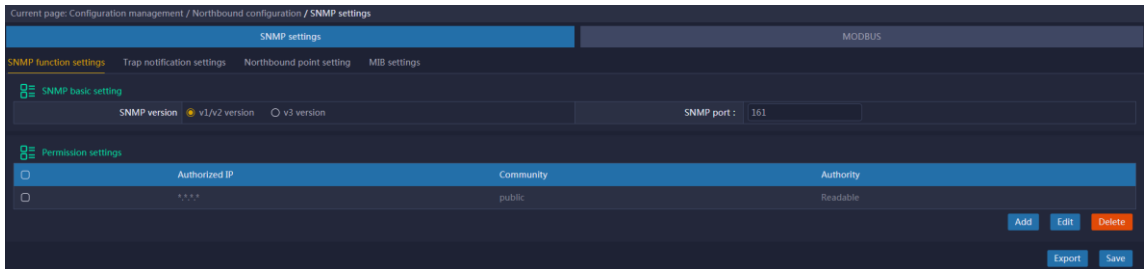 Current page: Configuration management / Northbound configuration / SNMP settings
SNMP settings MODBUS
SNMP function settings Trap notification settings Northbound point setting MIB settings
SNMP basic setting
SNMP version v1/v2 version v3 version SNMP port : 161
Permission settings
Authorized IP Community Authority
*.*.*.* public Readable
Add Edit Delete
Export Save